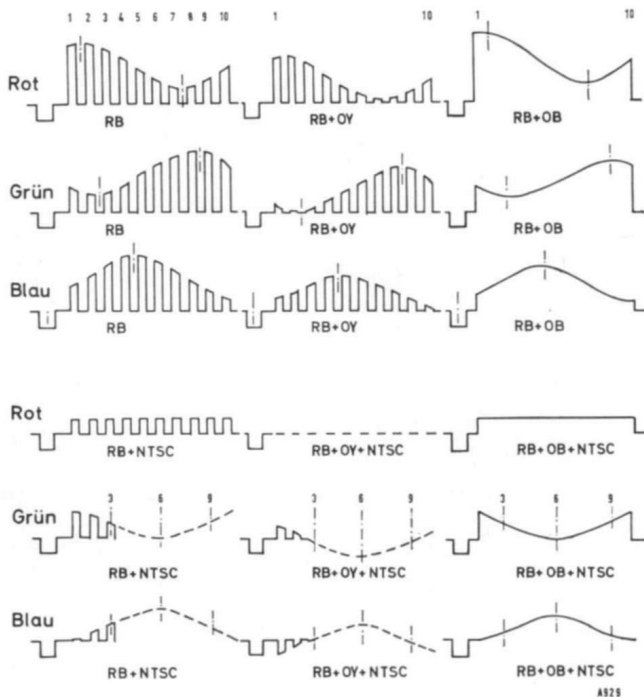 1 2 3 4 5 6 7 8 9 10 1 10 1 10
Rot
RB RB+OY RB+OB
Grün
RB RB+OY RB+OB
Blau
RB RB+OY RB+OB
Rot
RB+NTSC RB+OY+NTSC RB+OB+NTSC
3 6 9 3 6 9 3 6 9
Grün
RB+NTSC RB+OY+NTSC RB+OB+NTSC
Blau
RB+NTSC RB+OY+NTSC RB+OB+NTSC
A929